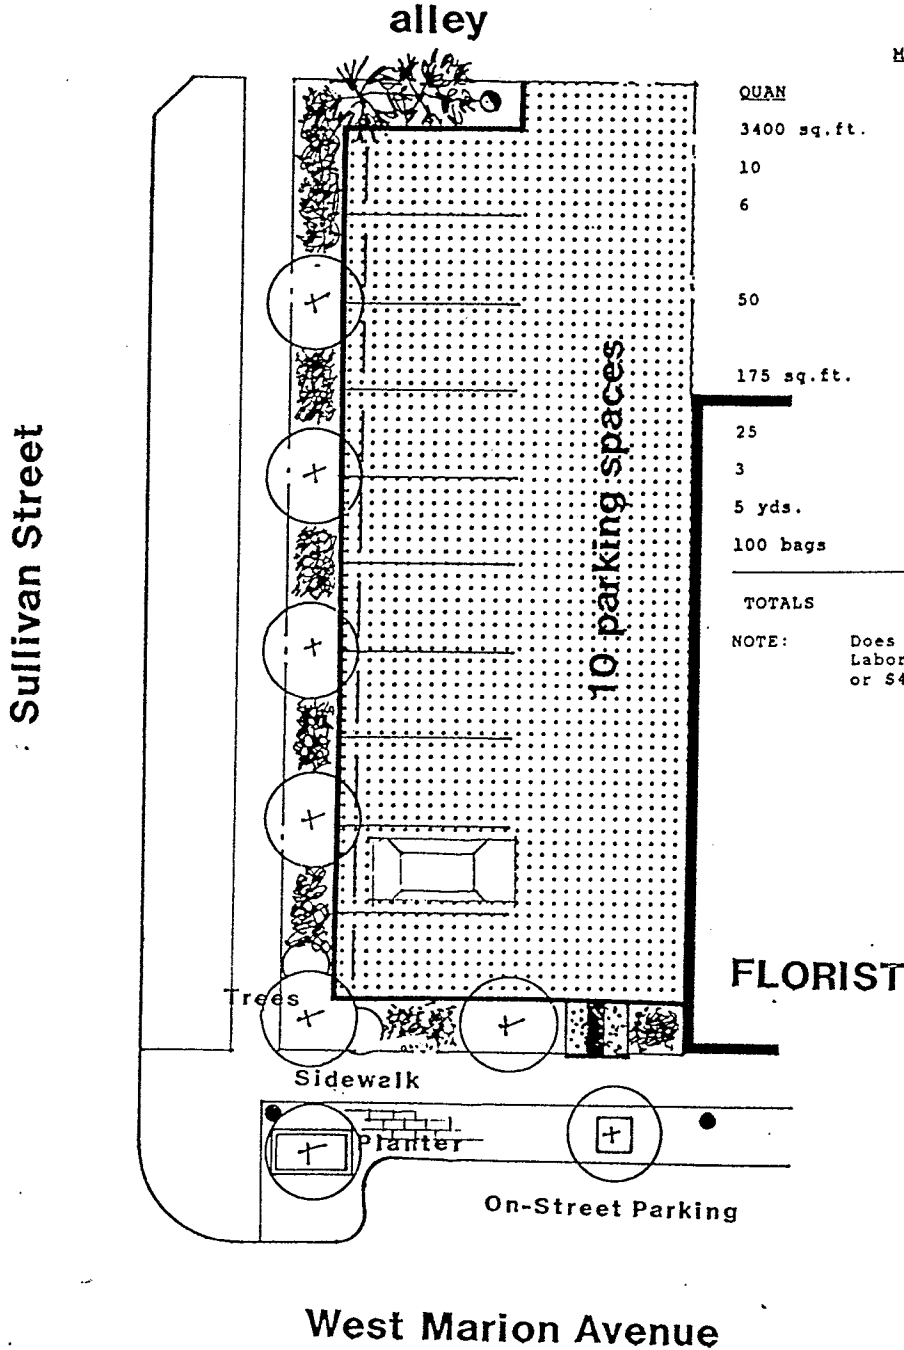 alley
QUAN
3400 sq.ft.
10
6
50
175 sq.ft.
25
3
5 yds.
100 bags
TOTALS
NOTE: Does
Labor
or
Sullivan Street
10 parking spaces
FLORIST
Trees
Sidewalk
Planter
On-Street Parking
West Marion Avenue